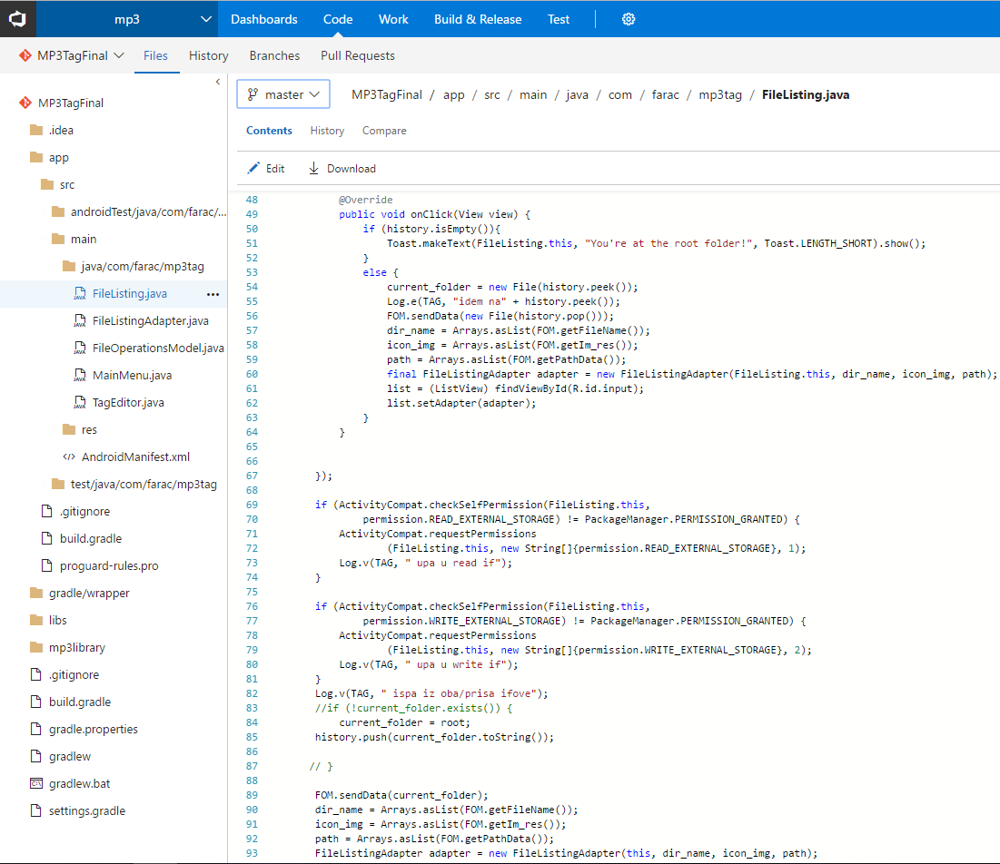 mp3 Dashboards Code Work Build & Release Test
MP3TagFinal Files History Branches Pull Requests
MP3TagFinal
.idea
app
src
androidTest/java/com/farac/...
main
java/com/farac/mp3tag
FileListing.java ...
FileListingAdapter.java
FileOperationsModel.java
MainMenu.java
TagEditor.java
res
AndroidManifest.xml
test/java/com/farac/mp3tag
.gitignore
build.gradle
proguard-rules.pro
gradle/wrapper
libs
mp3library
.gitignore
build.gradle
gradle.properties
gradlew
gradlew.bat
settings.gradle
master MP3TagFinal / app / src / main / java / com / farac / mp3tag / FileListing.java
Contents History Compare
Edit Download
48 @Override
49 public void onClick(View view) {
50 if (history.isEmpty()){
51 Toast.makeText(FileListing.this, "You're at the root folder!", Toast.LENGTH_SHORT).show();
52 }
53 else {
54 current_folder = new File(history.peek());
55 Log.e(TAG, "idem na" + history.peek());
56 FOM.sendData(new File(history.pop()));
57 dir_name = Arrays.asList(FOM.getFileName());
58 icon_img = Arrays.asList(FOM.getIm_res());
59 path = Arrays.asList(FOM.getPathData());
60 final FileListingAdapter adapter = new FileListingAdapter(FileListing.this, dir_name, icon_img, path);
61 list = (ListView) findViewById(R.id.input);
62 list.setAdapter(adapter);
63 }
64 }
65
66
67 });
68
69 if (ActivityCompat.checkSelfPermission(FileListing.this,
70 permission.READ_EXTERNAL_STORAGE) != PackageManager.PERMISSION_GRANTED) {
71 ActivityCompat.requestPermissions
72 (FileListing.this, new String[]{permission.READ_EXTERNAL_STORAGE}, 1);
73 Log.v(TAG, " upa u read if");
74 }
75
76 if (ActivityCompat.checkSelfPermission(FileListing.this,
77 permission.WRITE_EXTERNAL_STORAGE) != PackageManager.PERMISSION_GRANTED) {
78 ActivityCompat.requestPermissions
79 (FileListing.this, new String[]{permission.WRITE_EXTERNAL_STORAGE}, 2);
80 Log.v(TAG, " upa u write if");
81 }
82 Log.v(TAG, " ispa iz oba/prisa ifove");
83 //if (!current_folder.exists()) {
84 current_folder = root;
85 history.push(current_folder.toString());
86
87 // }
88
89 FOM.sendData(current_folder);
90 dir_name = Arrays.asList(FOM.getFileName());
91 icon_img = Arrays.asList(FOM.getIm_res());
92 path = Arrays.asList(FOM.getPathData());
93 FileListingAdapter adapter = new FileListingAdapter(this, dir_name, icon_img, path);